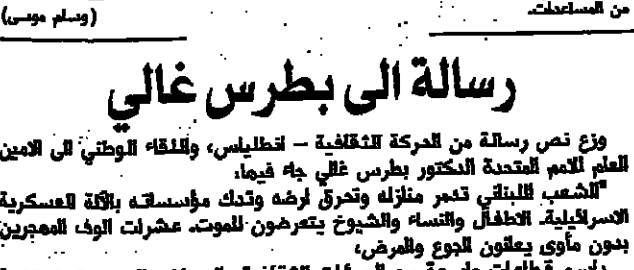 من المساعدات.
(وسام موسى)
رسالة الى بطرس غالي
وزع نص رسالة من الحركة الثقافية – انطلياس، واللقاء الوطني الى الامين
العام للامم المتحدة الدكتور بطرس غالي جاء فيها:
"الشعب اللبناني تدمر منازله وتحرق ارضه وتدك مؤسساته بالآلة العسكرية
الاسرائيلية. الاطفال والنساء والشيوخ يتعرضون للموت. عشرات الوف المهجرين
بدون مأوى يعانون الجوع والمرض،